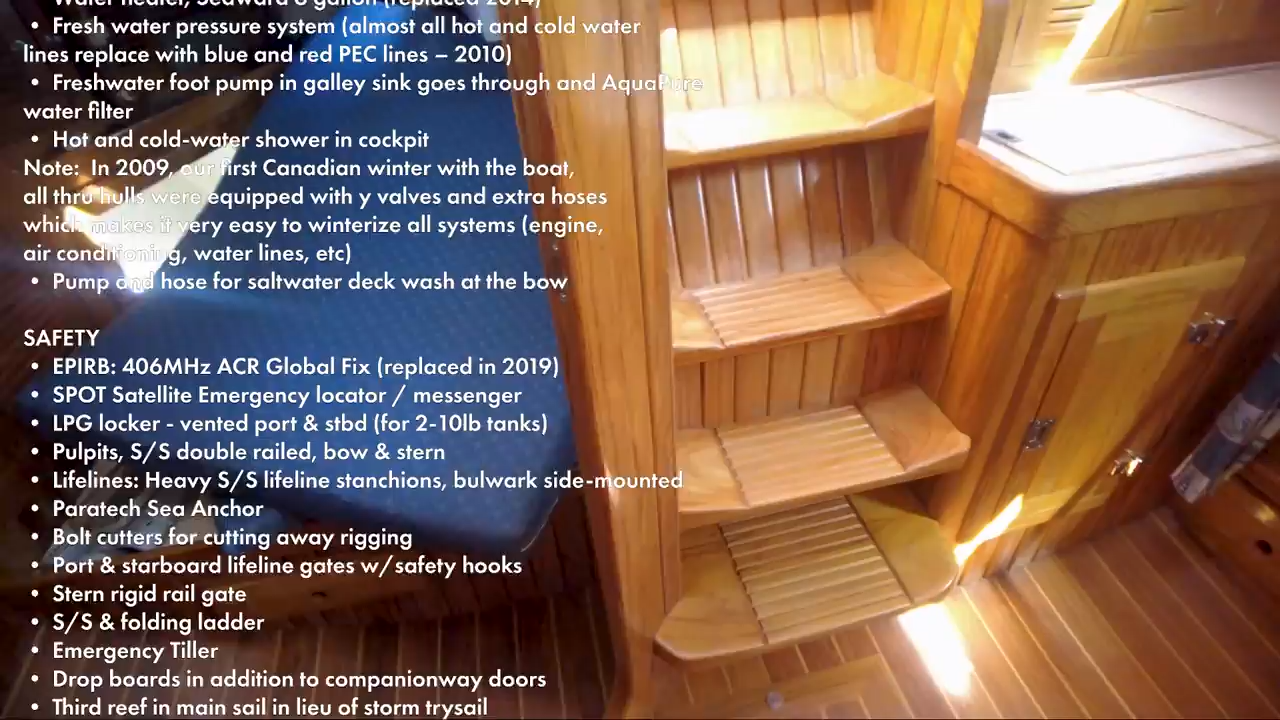 Water heater, Seaward 6 gallon (replaced 2014)
• Fresh water pressure system (almost all hot and cold water
lines replace with blue and red PEC lines – 2010)
• Freshwater foot pump in galley sink goes through and AquaPure
water filter
• Hot and cold-water shower in cockpit
Note: In 2009, our first Canadian winter with the boat,
all thru hulls were equipped with y valves and extra hoses
which makes it very easy to winterize all systems (engine,
air conditioning, water lines, etc)
• Pump and hose for saltwater deck wash at the bow
SAFETY
• EPIRB: 406MHz ACR Global Fix (replaced in 2019)
• SPOT Satellite Emergency locator / messenger
• LPG locker - vented port & stbd (for 2-10lb tanks)
• Pulpits, S/S double railed, bow & stern
• Lifelines: Heavy S/S lifeline stanchions, bulwark side-mounted
• Paratech Sea Anchor
• Bolt cutters for cutting away rigging
• Port & starboard lifeline gates w/safety hooks
• Stern rigid rail gate
• S/S & folding ladder
• Emergency Tiller
• Drop boards in addition to companionway doors
• Third reef in main sail in lieu of storm trysail